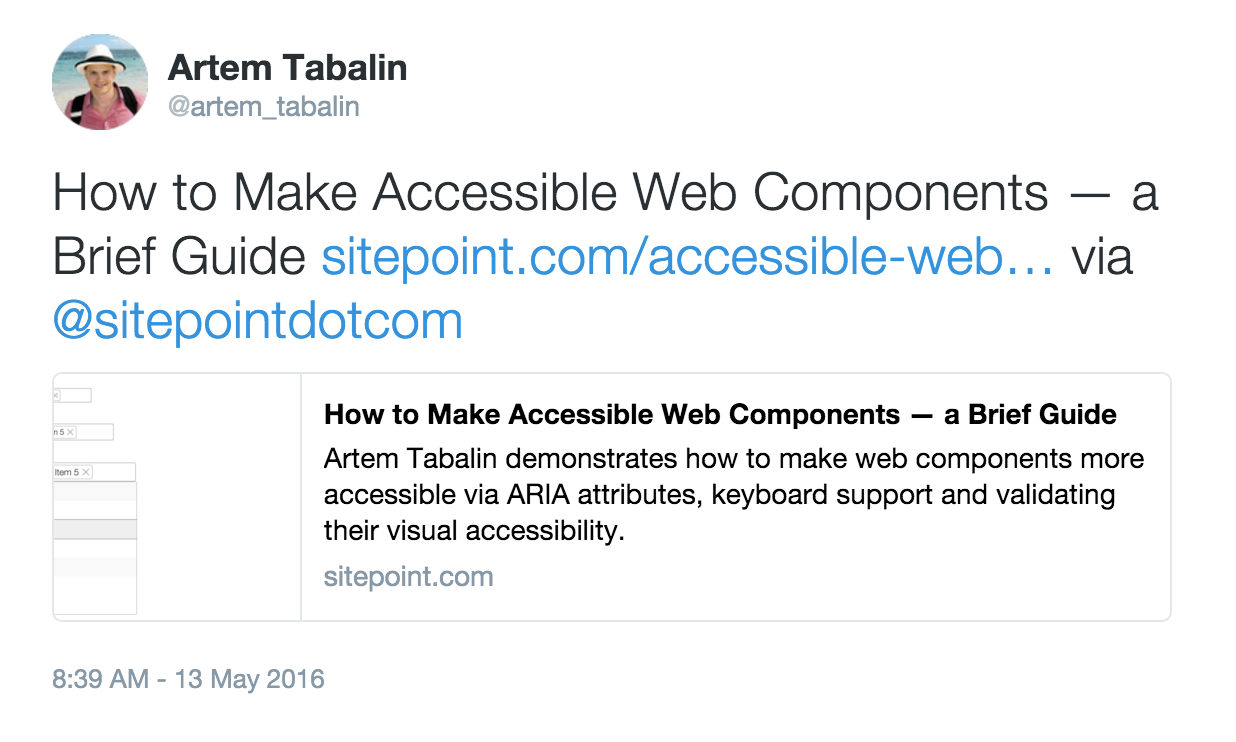 Artem Tabalin
@artem_tabalin
How to Make Accessible Web Components — a
Brief Guide sitepoint.com/accessible-web… via
@sitepointdotcom
5
Item 5
How to Make Accessible Web Components — a Brief Guide
Artem Tabalin demonstrates how to make web components more
accessible via ARIA attributes, keyboard support and validating
their visual accessibility.
sitepoint.com
8:39 AM - 13 May 2016